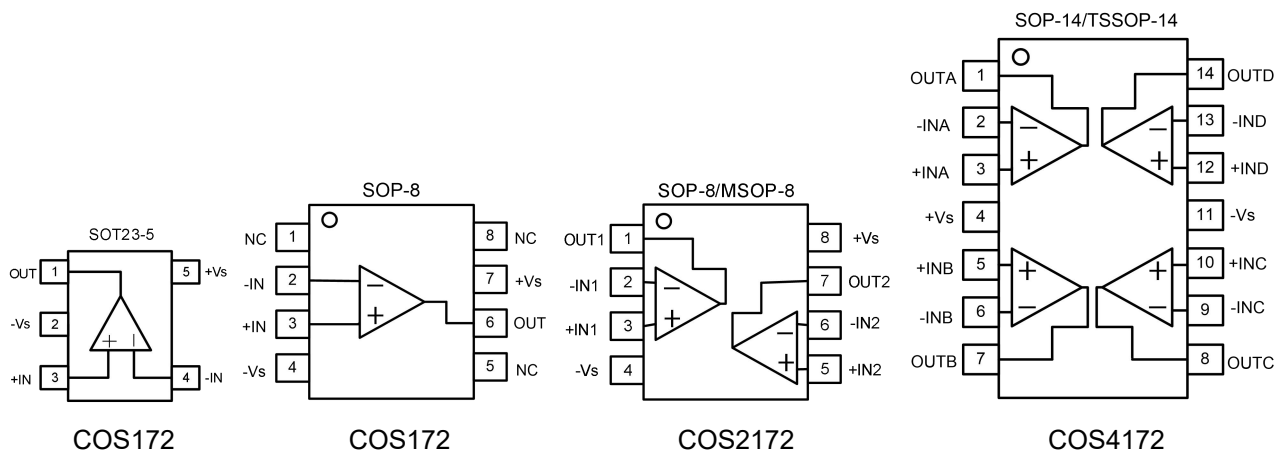 SOT23-5
OUT 1 5 +Vs
-Vs 2
+IN 3 4 -IN
COS172
SOP-8
NC 1 8 NC
-IN 2 7 +Vs
+IN 3 6 OUT
-Vs 4 5 NC
COS172
SOP-8/MSOP-8
OUT1 1 8 +Vs
-IN1 2 7 OUT2
+IN1 3 6 -IN2
-Vs 4 5 +IN2
COS2172
SOP-14/TSSOP-14
OUTA 1 14 OUTD
-INA 2 13 -IND
+INA 3 12 +IND
+Vs 4 11 -Vs
+INB 5 10 +INC
-INB 6 9 -INC
OUTB 7 8 OUTC
COS4172